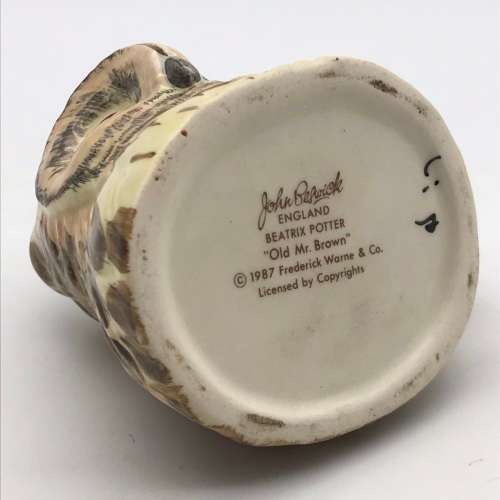 John Beswick
ENGLAND
BEATRIX POTTER
"Old Mr. Brown"
© 1987 Frederick Warne & Co.
Licensed by Copyrights